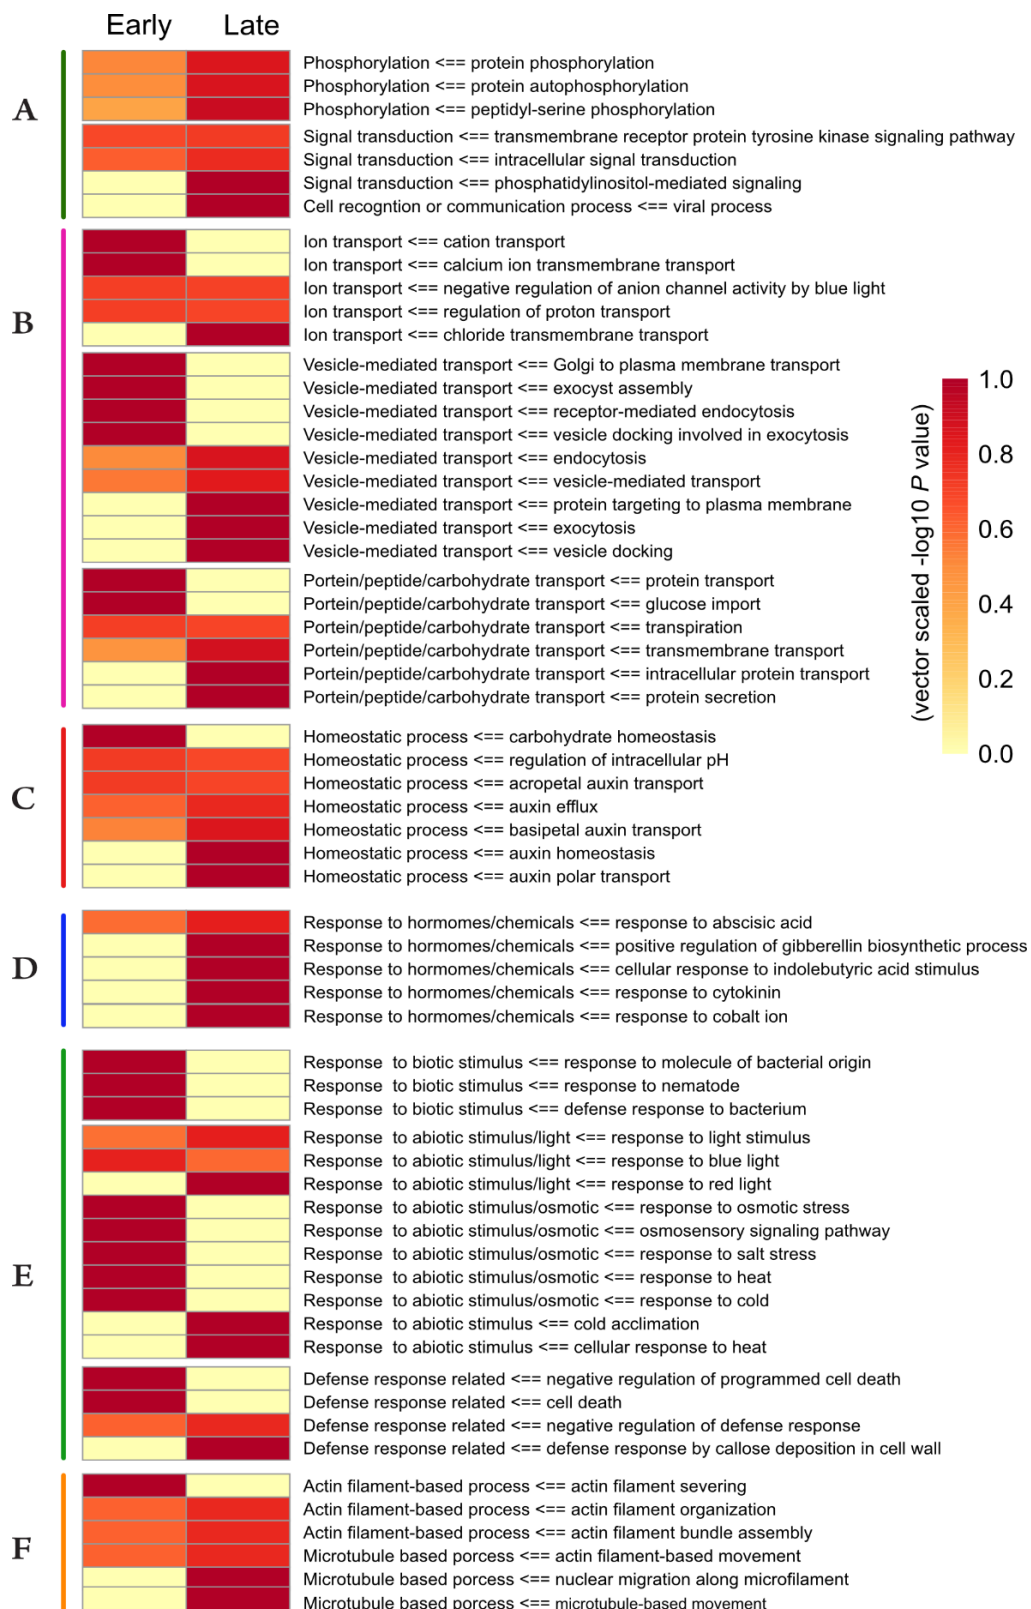 Early Late
A
Phosphorylation <== protein phosphorylation
Phosphorylation <== protein autophosphorylation
Phosphorylation <== peptidyl-serine phosphorylation
Signal transduction <== transmembrane receptor protein tyrosine kinase signaling pathway
Signal transduction <== intracellular signal transduction
Signal transduction <== phosphatidylinositol-mediated signaling
Cell recogntion or communication process <== viral process
B
Ion transport <== cation transport
Ion transport <== calcium ion transmembrane transport
Ion transport <== negative regulation of anion channel activity by blue light
Ion transport <== regulation of proton transport
Ion transport <== chloride transmembrane transport
Vesicle-mediated transport <== Golgi to plasma membrane transport
Vesicle-mediated transport <== exocyst assembly
Vesicle-mediated transport <== receptor-mediated endocytosis
Vesicle-mediated transport <== vesicle docking involved in exocytosis
Vesicle-mediated transport <== endocytosis
Vesicle-mediated transport <== vesicle-mediated transport
Vesicle-mediated transport <== protein targeting to plasma membrane
Vesicle-mediated transport <== exocytosis
Vesicle-mediated transport <== vesicle docking
Portein/peptide/carbohydrate transport <== protein transport
Portein/peptide/carbohydrate transport <== glucose import
Portein/peptide/carbohydrate transport <== transpiration
Portein/peptide/carbohydrate transport <== transmembrane transport
Portein/peptide/carbohydrate transport <== intracellular protein transport
Portein/peptide/carbohydrate transport <== protein secretion
C
Homeostatic process <== carbohydrate homeostasis
Homeostatic process <== regulation of intracellular pH
Homeostatic process <== acropetal auxin transport
Homeostatic process <== auxin efflux
Homeostatic process <== basipetal auxin transport
Homeostatic process <== auxin homeostasis
Homeostatic process <== auxin polar transport
D
Response to hormomes/chemicals <== response to abscisic acid
Response to hormomes/chemicals <== positive regulation of gibberellin biosynthetic process
Response to hormomes/chemicals <== cellular response to indolebutyric acid stimulus
Response to hormomes/chemicals <== response to cytokinin
Response to hormomes/chemicals <== response to cobalt ion
E
Response to biotic stimulus <== response to molecule of bacterial origin
Response to biotic stimulus <== response to nematode
Response to biotic stimulus <== defense response to bacterium
Response to abiotic stimulus/light <== response to light stimulus
Response to abiotic stimulus/light <== response to blue light
Response to abiotic stimulus/light <== response to red light
Response to abiotic stimulus/osmotic <== response to osmotic stress
Response to abiotic stimulus/osmotic <== osmosensory signaling pathway
Response to abiotic stimulus/osmotic <== response to salt stress
Response to abiotic stimulus/osmotic <== response to heat
Response to abiotic stimulus/osmotic <== response to cold
Response to abiotic stimulus <== cold acclimation
Response to abiotic stimulus <== cellular response to heat
Defense response related <== negative regulation of programmed cell death
Defense response related <== cell death
Defense response related <== negative regulation of defense response
Defense response related <== defense response by callose deposition in cell wall
F
Actin filament-based porcess <== actin filament severing
Actin filament-based process <== actin filament organization
Actin filament-based process <== actin filament bundle assembly
Microtubule based porcess <== actin filament-based movement
Microtubule based porcess <== nuclear migration along microfilament
Microtubule based porcess <== microtubule-based movement
(vector scaled -log10 P value)
1.0
0.8
0.6
0.4
0.2
0.0